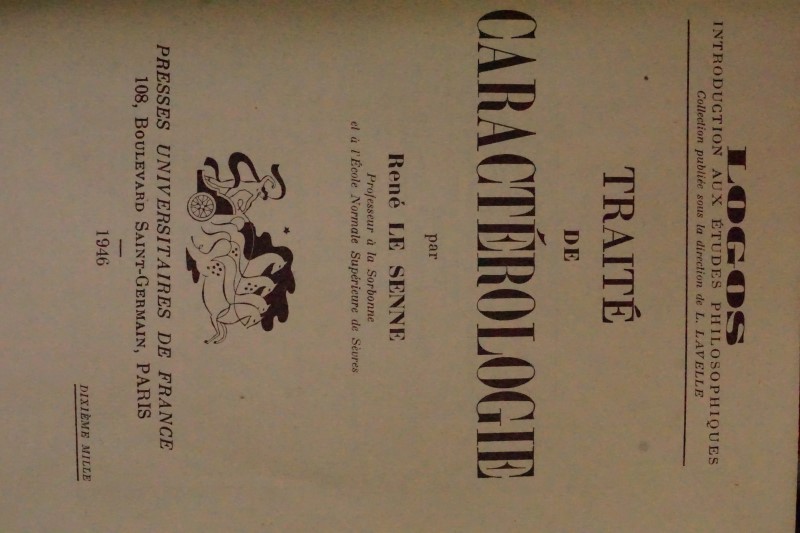 LOGOS
INTRODUCTION AUX ÉTUDES PHILOSOPHIQUES
Collection publiée sous la direction de L. LAVELLE
TRAITÉ
DE
CARACTÉROLOGIE
par
René LE SENNE
Professeur à la Sorbonne
et à l'École Normale Supérieure de Sèvres
PRESSES UNIVERSITAIRES DE FRANCE
108, BOULEVARD SAINT-GERMAIN, PARIS
1946
DIXIÈME MILLE